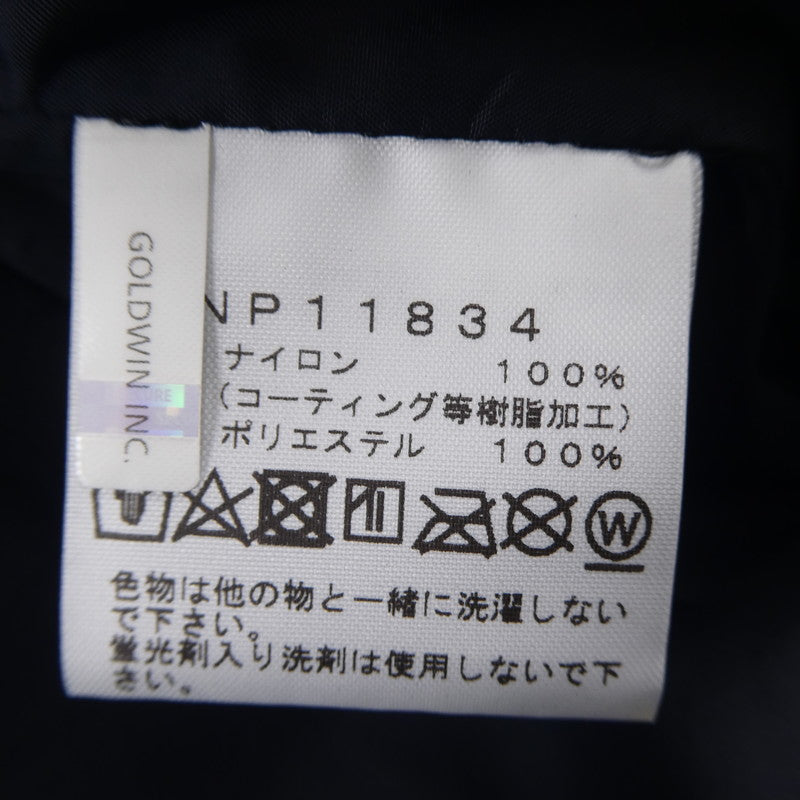 GOLDWIN INC.
NP11834
ナイロン 100%
(コーティング等樹脂加工)
ポリエステル 100%
W
色物は他の物と一緒に洗濯しない
で下さい。
蛍光剤入り洗剤は使用しないで下
さい。